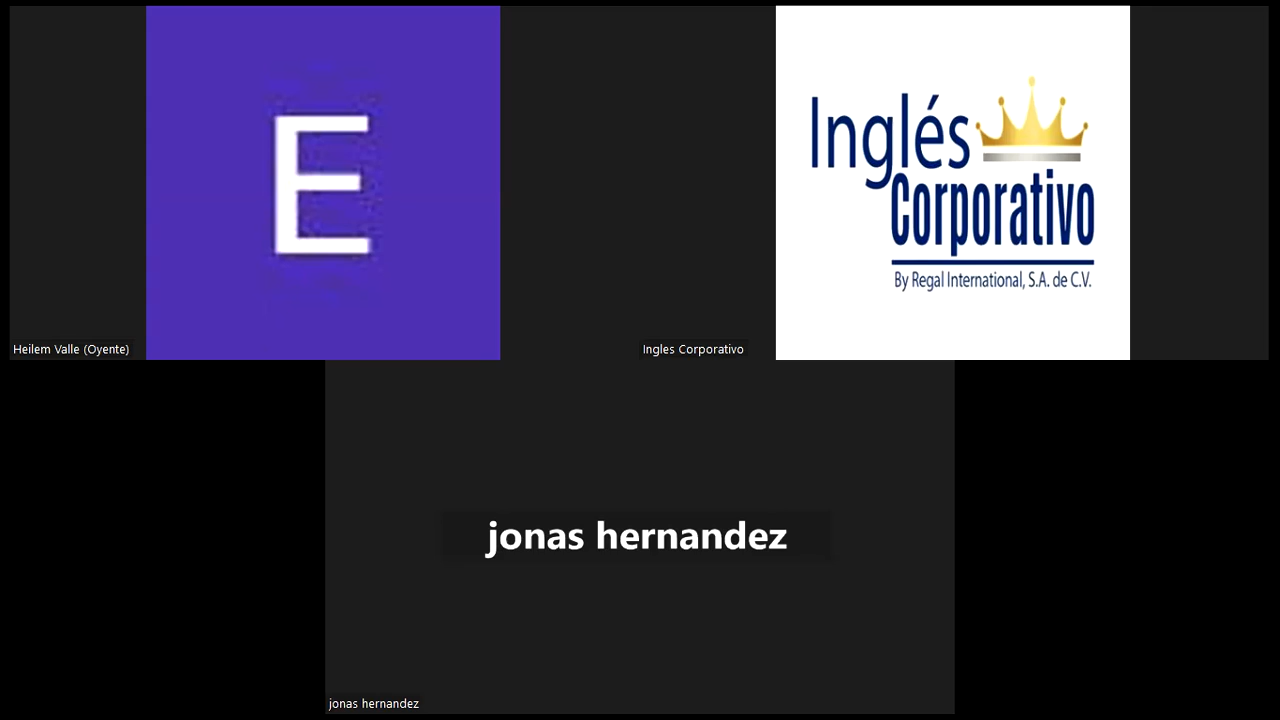 E
Inglés
Corporativo
By Regal International, S.A. de C.V.
Heilem Valle (Oyente)
Ingles Corporativo
jonas hernandez
jonas hernandez